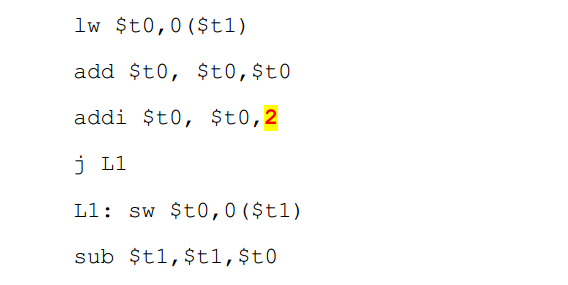 lw $t0,0($t1)
add $t0, $t0,$t0
addi $t0, $t0,2
j L1
L1: sw $t0,0($t1)
sub $t1,$t1,$t0